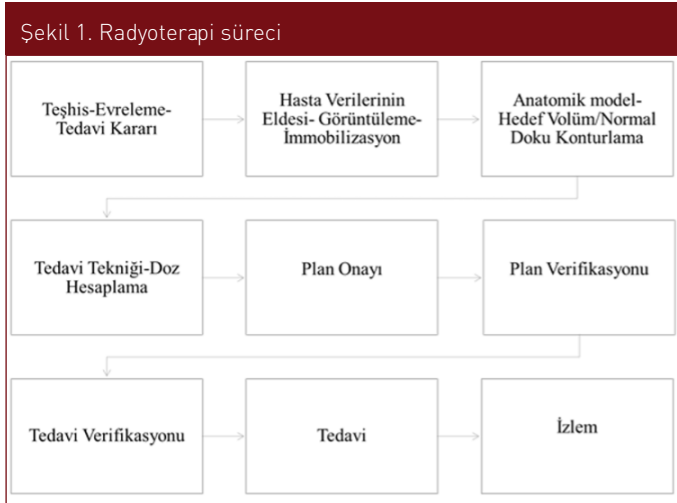 Şekil 1. Radyoterapi süreci
Teşhis-Evreleme-
Tedavi Kararı
Hasta Verilerinin
Eldesi- Görüntüleme-
İmmobilizasyon
Anatomik model-
Hedef Volüm/Normal
Doku Konturlama
Tedavi Tekniği-Doz
Hesaplama
Plan Onayı
Plan Verifikasyonu
Tedavi Verifikasyonu
Tedavi
İzlem